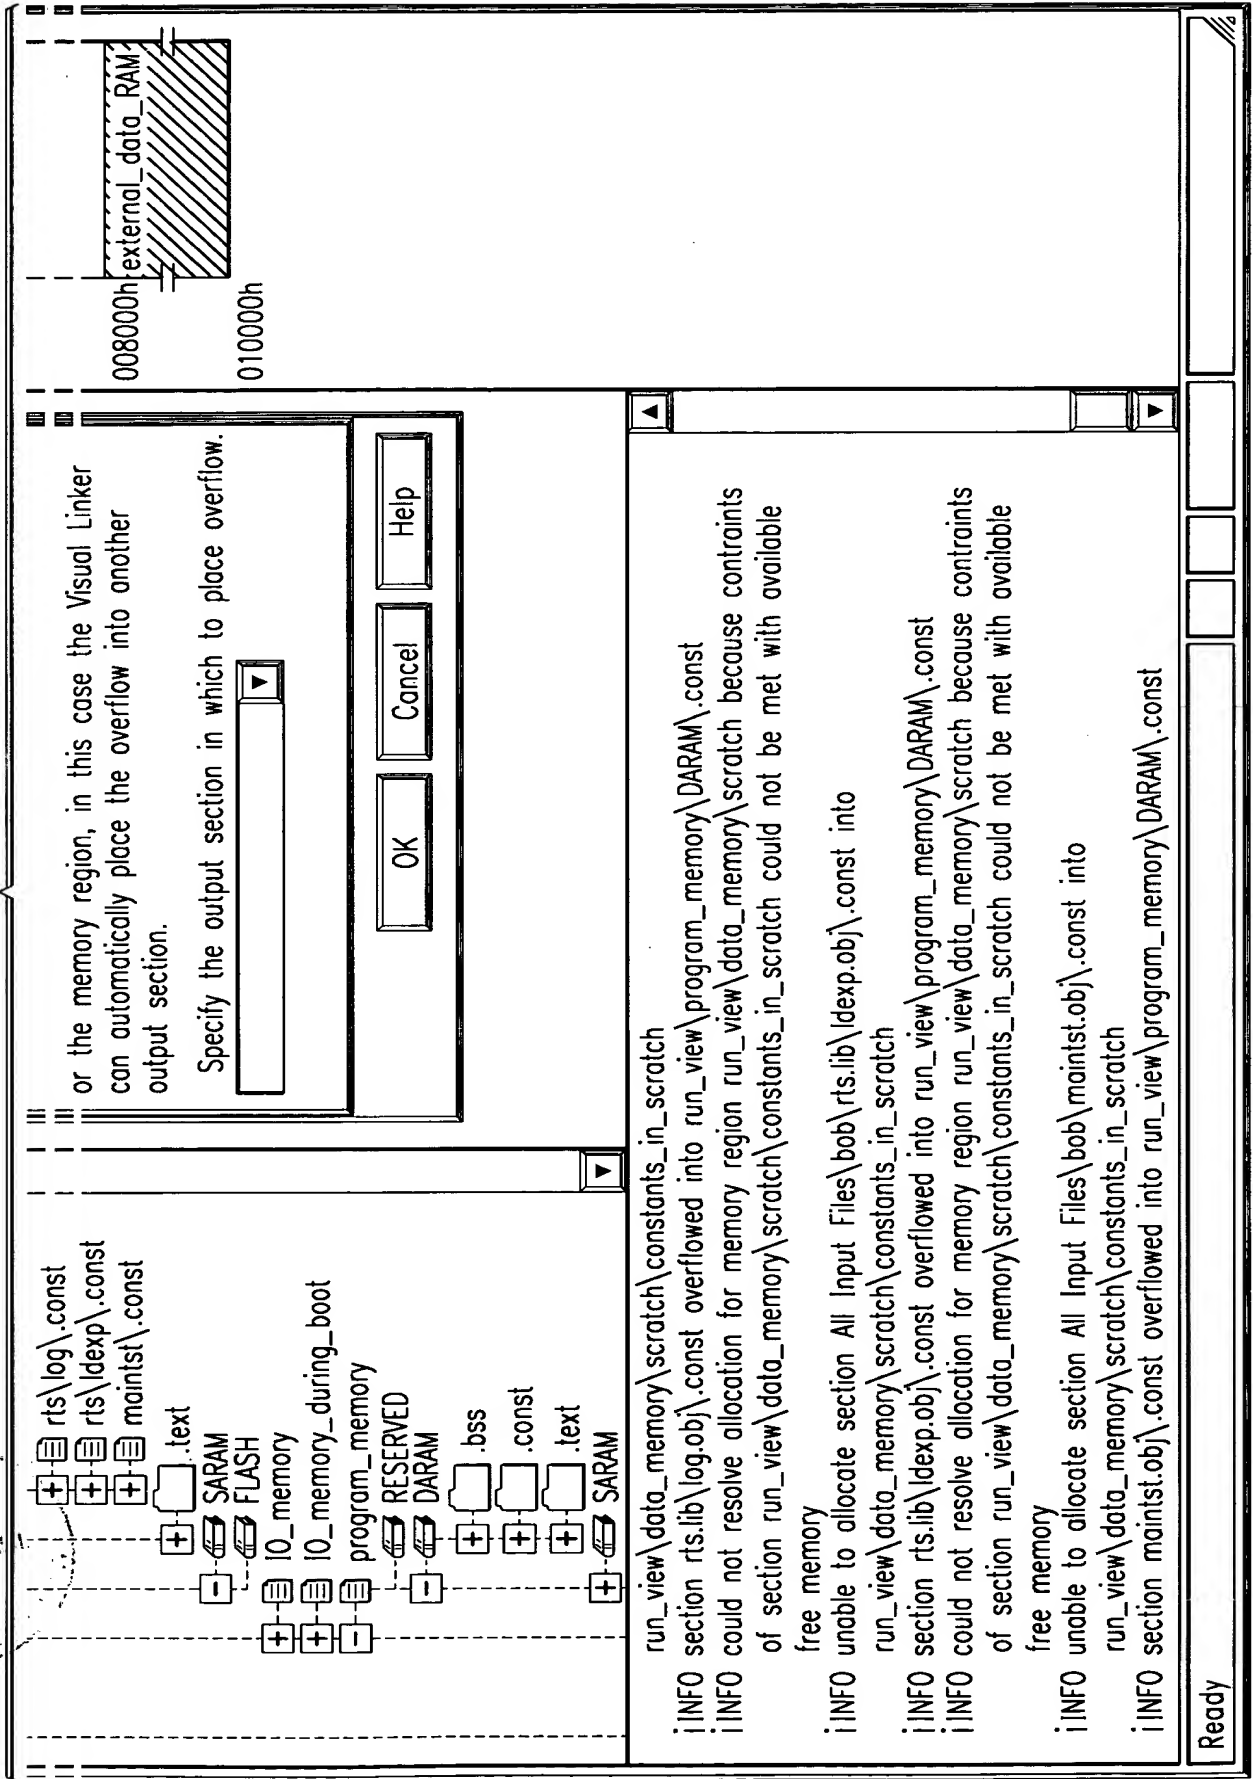 rts\log\.const
rts\ldexp\.const
maintst\.const
.text
SARAM
FLASH
IO_memory
IO_memory_during_boot
program_memory
RESERVED
DARAM
.bss
.const
.text
SARAM
or the memory region, in this case the Visual Linker
can automatically place the overflow into another
output section.
Specify the output section in which to place overflow.
OK
Cancel
Help
008000h
external_data_RAM
010000h
run_view\data_memory\scratch\constants_in_scratch
i INFO section rts.lib\log.obj\.const overflowed into run_view\program_memory\DARAM\.const
i INFO could not resolve allocation for memory region run_view\data_memory\scratch because contraints
of section run_view\data_memory\scratch\constants_in_scratch could not be met with available
free memory
i INFO unable to allocate section All Input Files\bob\rts.lib\ldexp.obj\.const into
run_view\data_memory\scratch\constants_in_scratch
i INFO section rts.lib\ldexp.obj\.const overflowed into run_view\program_memory\DARAM\.const
i INFO could not resolve allocation for memory region run_view\data_memory\scratch because contraints
of section run_view\data_memory\scratch\constants_in_scratch could not be met with available
free memory
i INFO unable to allocate section All Input Files\bob\maintst.obj\.const into
run_view\data_memory\scratch\constants_in_scratch
i INFO section maintst.obj\.const overflowed into run_view\program_memory\DARAM\.const
Ready